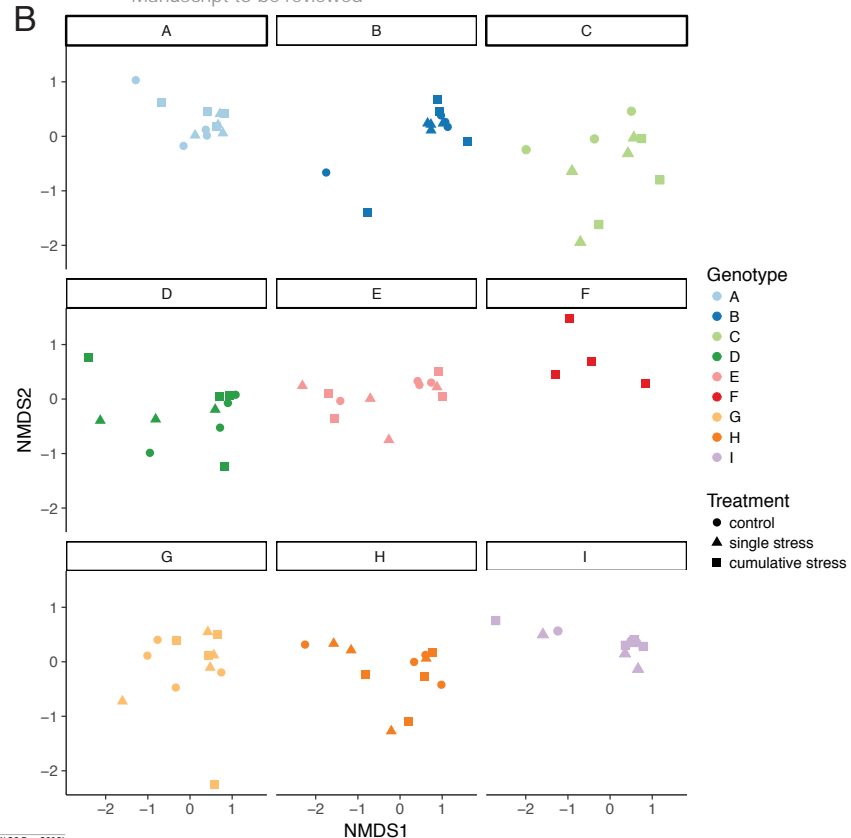 Manuscript to be reviewed
B
A B C
1
0
−1
−2
D E F
1
0
−1
−2
G H I
1
0
−1
−2
−2 −1 0 1 −2 −1 0 1 −2 −1 0 1
NMDS1
NMDS2
Genotype
A
B
C
D
E
F
G
H
I
Treatment
control
single stress
cumulative stress